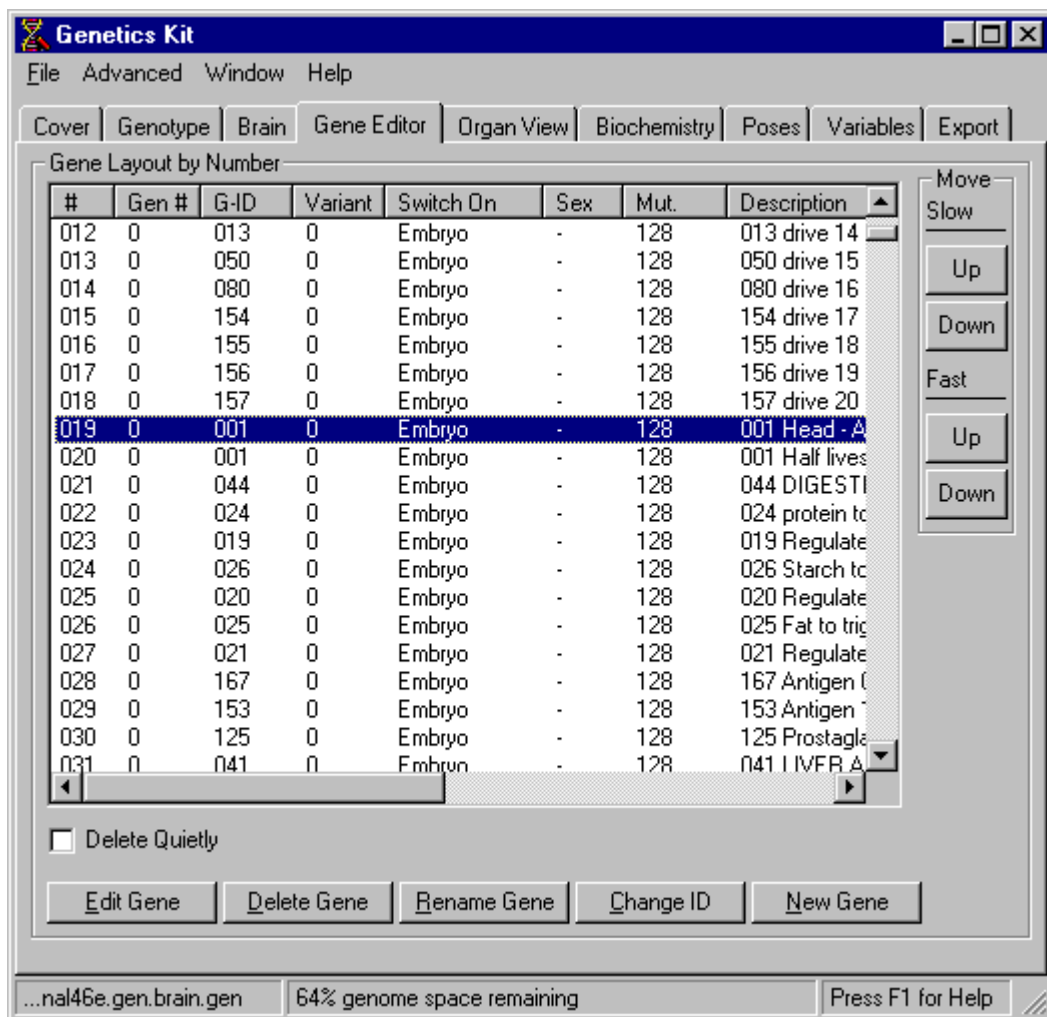 Genetics Kit
File Advanced Window Help
Cover Genotype Brain Gene Editor Organ View Biochemistry Poses Variables Export
Gene Layout by Number
Move
# Gen # G-ID Variant Switch On Sex Mut. Description
Slow
012 0 013 0 Embryo - 128 013 drive 14
013 0 050 0 Embryo - 128 050 drive 15
Up
014 0 080 0 Embryo - 128 080 drive 16
015 0 154 0 Embryo - 128 154 drive 17
Down
016 0 155 0 Embryo - 128 155 drive 18
017 0 156 0 Embryo - 128 156 drive 19
Fast
018 0 157 0 Embryo - 128 157 drive 20
019 0 001 0 Embryo - 128 001 Head - A
Up
020 0 001 0 Embryo - 128 001 Half lives
021 0 044 0 Embryo - 128 044 DIGESTI
Down
022 0 024 0 Embryo - 128 024 protein to
023 0 019 0 Embryo - 128 019 Regulate
024 0 026 0 Embryo - 128 026 Starch to
025 0 020 0 Embryo - 128 020 Regulate
026 0 025 0 Embryo - 128 025 Fat to trig
027 0 021 0 Embryo - 128 021 Regulate
028 0 167 0 Embryo - 128 167 Antigen
029 0 153 0 Embryo - 128 153 Antigen
030 0 125 0 Embryo - 128 125 Prostagla
031 0 041 0 Embryo - 128 041 LIVER A
Delete Quietly
Edit Gene Delete Gene Rename Gene Change ID New Gene
...nal46e.gen.brain.gen 64% genome space remaining Press F1 for Help